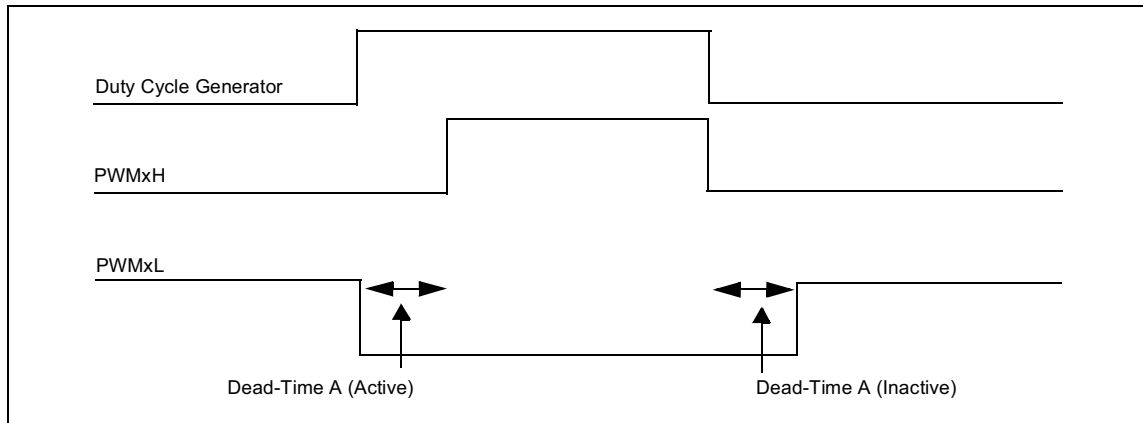 Duty Cycle Generator
PWMxH
PWMxL
Dead-Time A (Active)
Dead-Time A (Inactive)